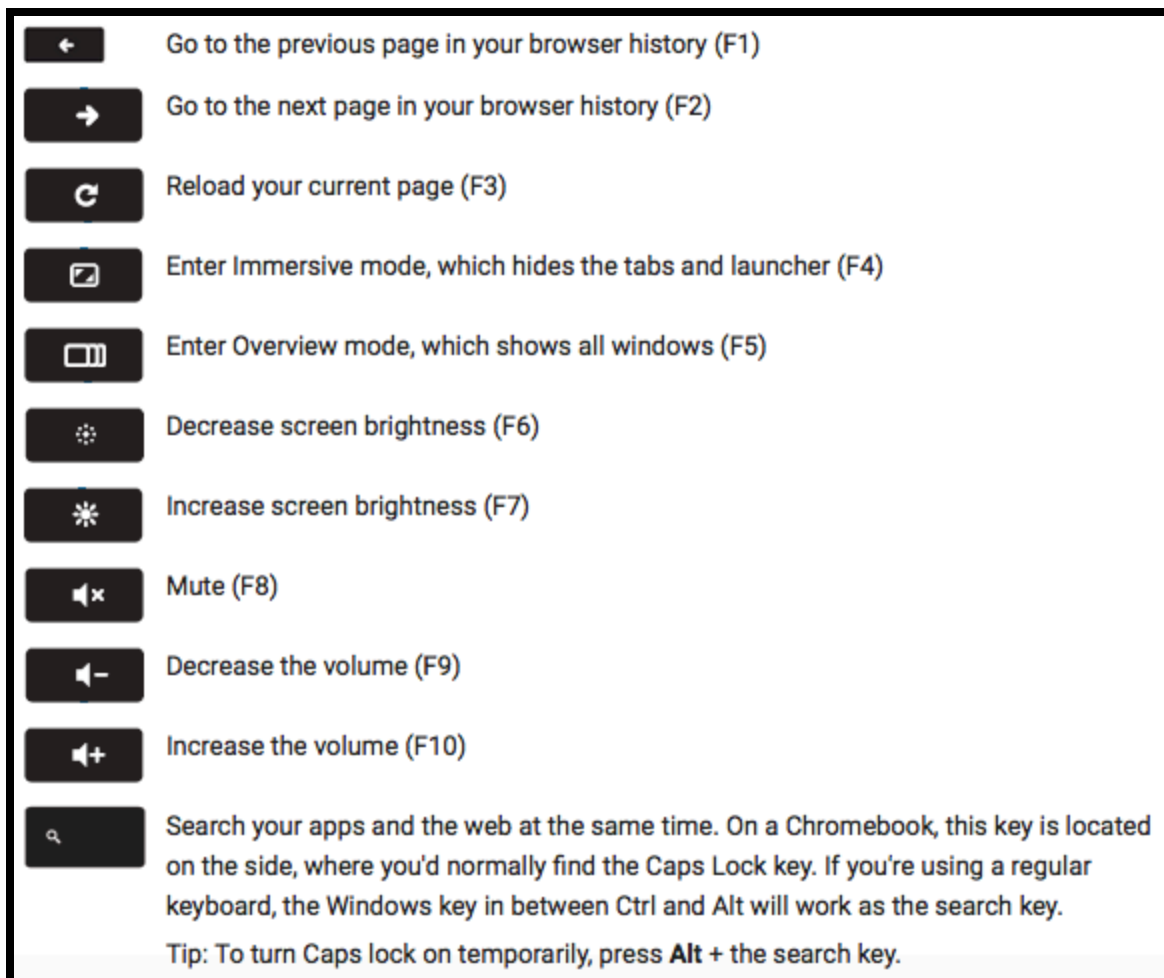 Go to the previous page in your browser history (F1)
Go to the next page in your browser history (F2)
Reload your current page (F3)
Enter Immersive mode, which hides the tabs and launcher (F4)
Enter Overview mode, which shows all windows (F5)
Decrease screen brightness (F6)
Increase screen brightness (F7)
Mute (F8)
Decrease the volume (F9)
Increase the volume (F10)
Search your apps and the web at the same time. On a Chromebook, this key is located
on the side, where you'd normally find the Caps Lock key. If you're using a regular
keyboard, the Windows key in between Ctrl and Alt will work as the search key.
Tip: To turn Caps lock on temporarily, press Alt + the search key.